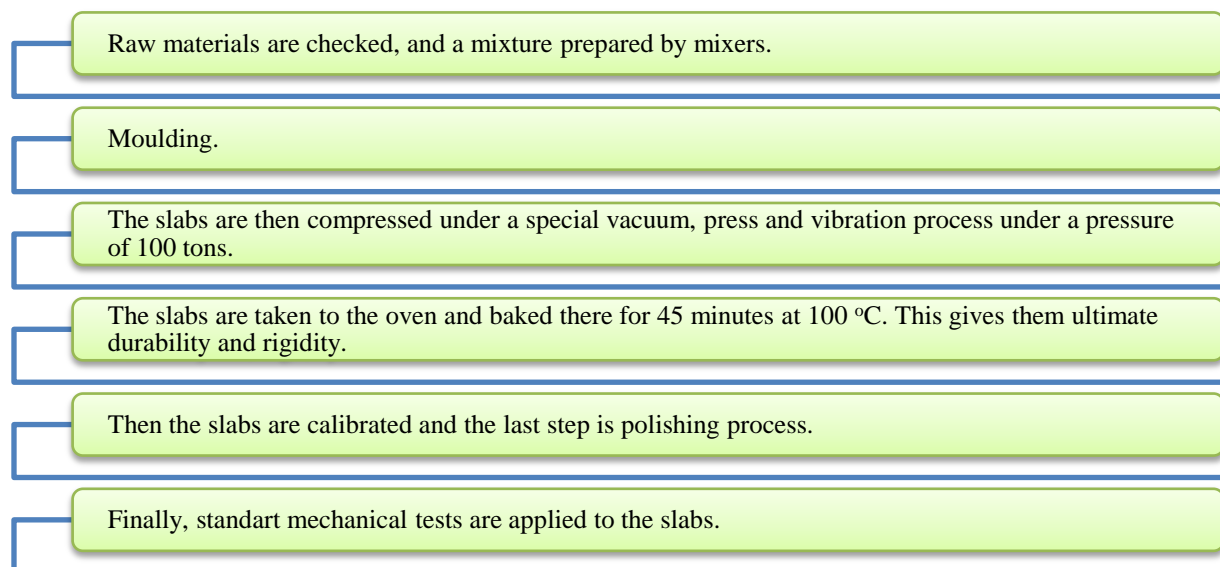 Raw materials are checked, and a mixture prepared by mixers.
Moulding.
The slabs are then compressed under a special vacuum, press and vibration process under a pressure
of 100 tons.
The slabs are taken to the oven and baked there for 45 minutes at 100 °C. This gives them ultimate
durability and rigidity.
Then the slabs are calibrated and the last step is polishing process.
Finally, standart mechanical tests are applied to the slabs.